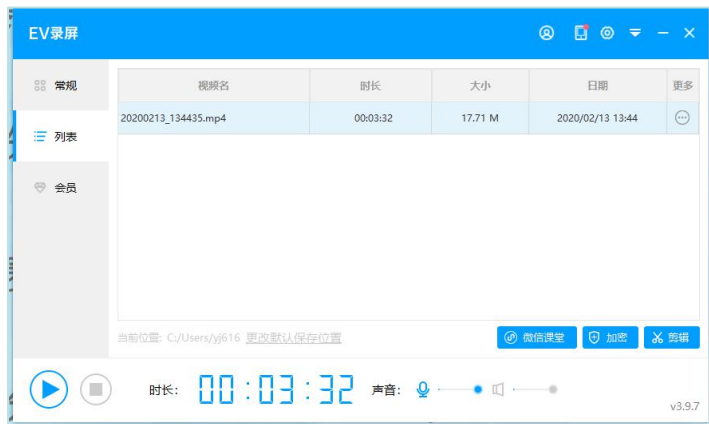 EV录屏
常规
视频名 时长 大小 日期 更多
20200213_134435.mp4 00:03:32 17.71 M 2020/02/13 13:44
列表
会员
当前位置: C:/Users/yj616 更改默认保存位置
微信课堂 加密 剪辑
时长: 00:03:32 声音:
v3.9.7